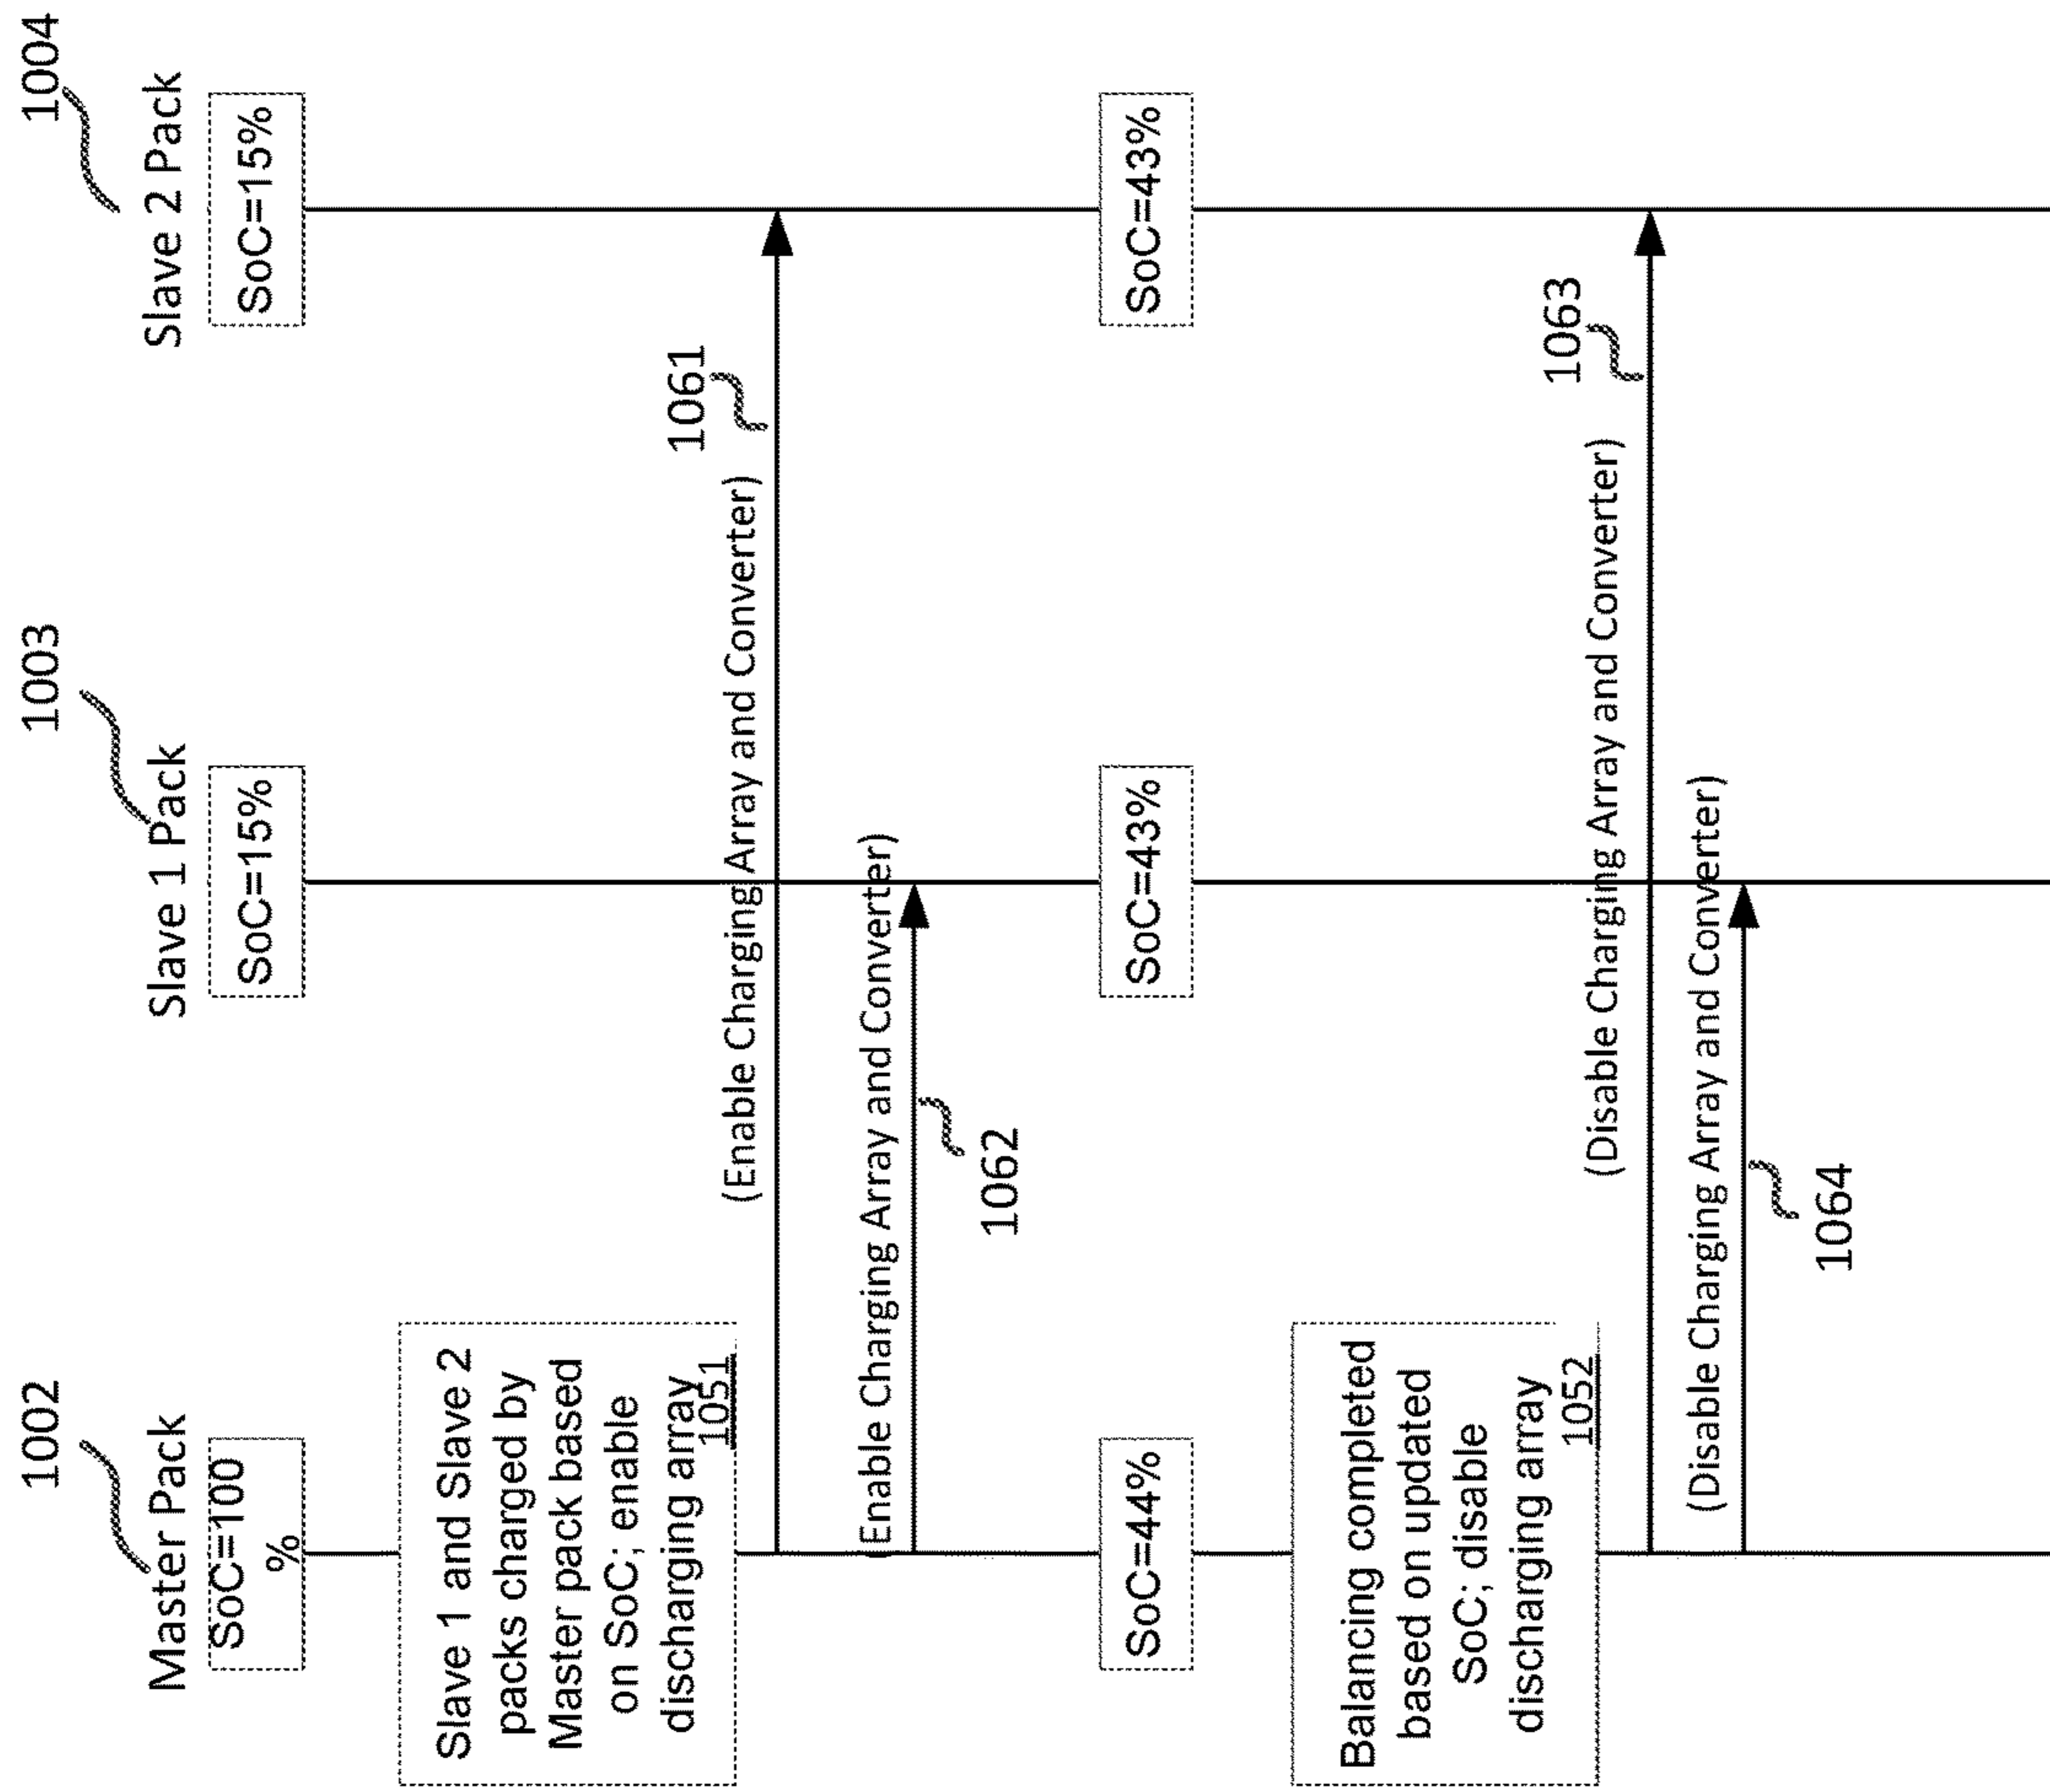 1002
1003
1004
Master Pack
Slave 1 Pack
Slave 2 Pack
SoC=100
%
SoC=15%
SoC=15%
Slave 1 and Slave 2
packs charged by
Master pack based
on SoC; enable
discharging array
1051
1061
(Enable Charging Array and Converter)
(Enable Charging Array and Converter)
1062
SoC=44%
SoC=43%
SoC=43%
Balancing completed
based on updated
SoC; disable
discharging array
1052
1063
(Disable Charging Array and Converter)
(Disable Charging Array and Converter)
1064